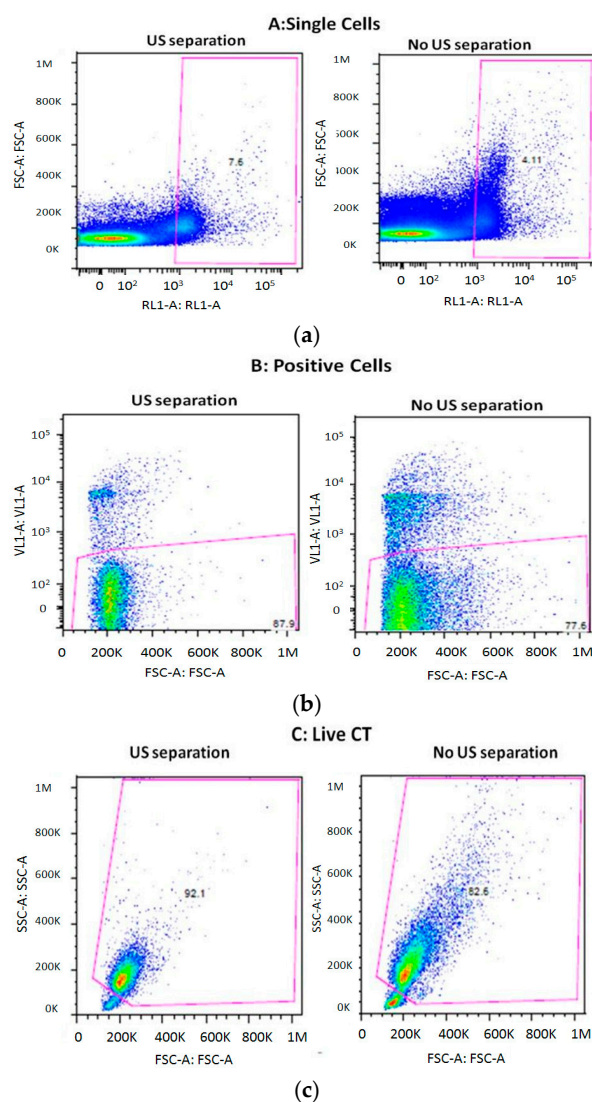 A:Single Cells
US separation
No US separation
FSC-A: FSC-A
1M
800K
600K
400K
200K
0K
7.6
0 10² 10³ 10⁴ 10⁵
RL1-A: RL1-A
FSC-A: FSC-A
1M
800K
600K
400K
200K
0K
4.11
0 10² 10³ 10⁴ 10⁵
RL1-A: RL1-A
(a)
B: Positive Cells
US separation
No US separation
VL1-A: VL1-A
10⁵
10⁴
10³
10²
0
87.9
0 200K 400K 600K 800K 1M
FSC-A: FSC-A
VL1-A: VL1-A
10⁵
10⁴
10³
10²
0
77.6
0 200K 400K 600K 800K 1M
FSC-A: FSC-A
(b)
C: Live CT
US separation
No US separation
SSC-A: SSC-A
1M
800K
600K
400K
200K
0K
92.1
0 200K 400K 600K 800K 1M
FSC-A: FSC-A
SSC-A: SSC-A
1M
800K
600K
400K
200K
0K
82.6
0 200K 400K 600K 800K 1M
FSC-A: FSC-A
(c)